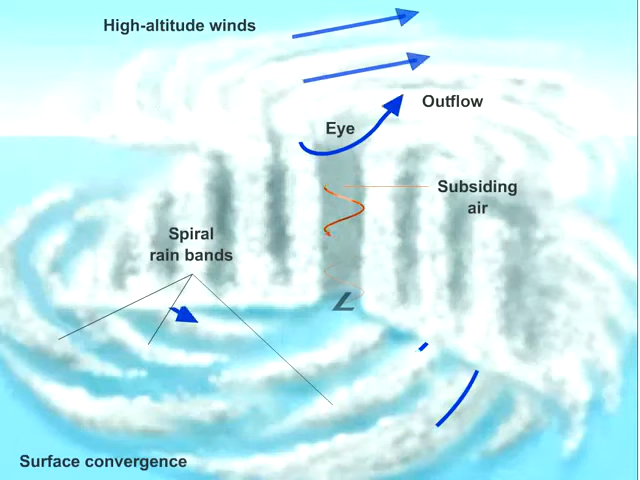 High-altitude winds
Outflow
Eye
Subsiding
air
Spiral
rain bands
L
Surface convergence